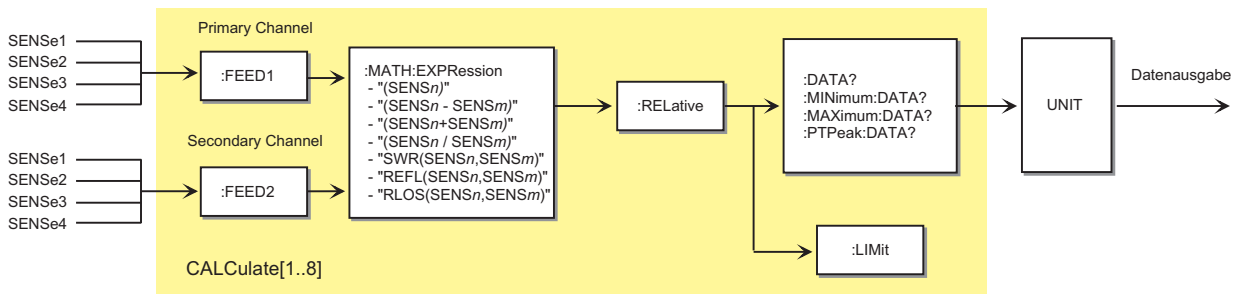 Primary Channel
SENSe1
SENSe2
SENSe3
SENSe4
:FEED1
Secondary Channel
SENSe1
SENSe2
SENSe3
SENSe4
:FEED2
:MATH:EXPRession
- "(SENSn)"
- "(SENSn - SENSm)"
- "(SENSn+SENSm)"
- "(SENSn / SENSm)"
- "SWR(SENSn,SENSm)"
- "REFL(SENSn,SENSm)"
- "RLOS(SENSn,SENSm)"
:RELative
:DATA?
:MINimum:DATA?
:MAXimum:DATA?
:PTPeak:DATA?
:LIMit
UNIT
Datenausgabe
CALCulate[1..8]